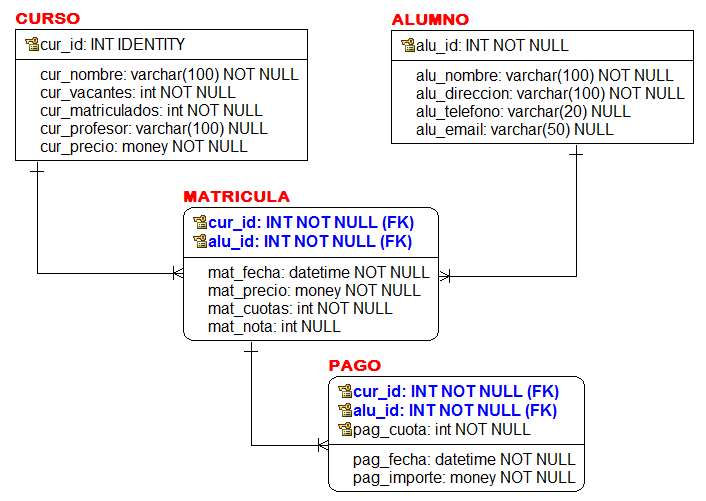 CURSO
cur_id: INT IDENTITY
cur_nombre: varchar(100) NOT NULL
cur_vacantes: int NOT NULL
cur_matriculados: int NOT NULL
cur_profesor: varchar(100) NULL
cur_precio: money NOT NULL
ALUMNO
alu_id: INT NOT NULL
alu_nombre: varchar(100) NOT NULL
alu_direccion: varchar(100) NOT NULL
alu_telefono: varchar(20) NULL
alu_email: varchar(50) NULL
MATRICULA
cur_id: INT NOT NULL (FK)
alu_id: INT NOT NULL (FK)
mat_fecha: datetime NOT NULL
mat_precio: money NOT NULL
mat_cuotas: int NOT NULL
mat_nota: int NULL
PAGO
cur_id: INT NOT NULL (FK)
alu_id: INT NOT NULL (FK)
pag_cuota: int NOT NULL
pag_fecha: datetime NOT NULL
pag_importe: money NOT NULL